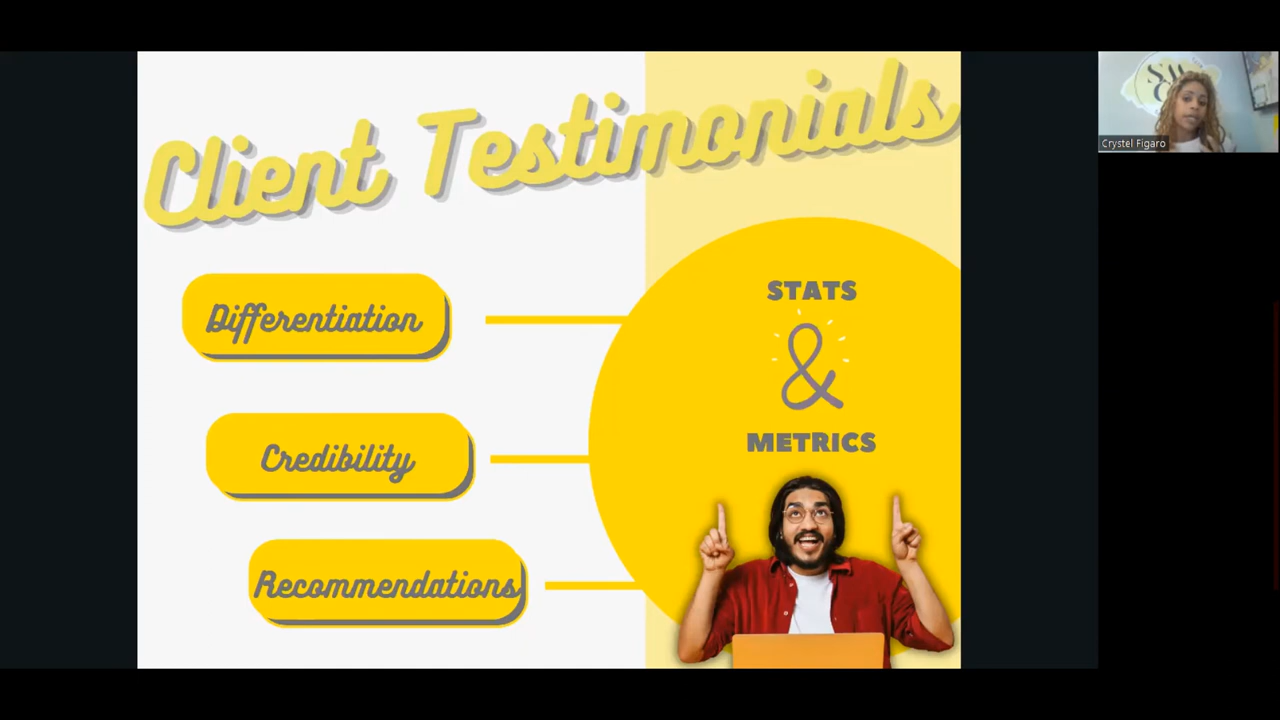 Client Testimonials
Differentiation
Credibility
Recommendations
STATS
&
METRICS
Crystel Figaro